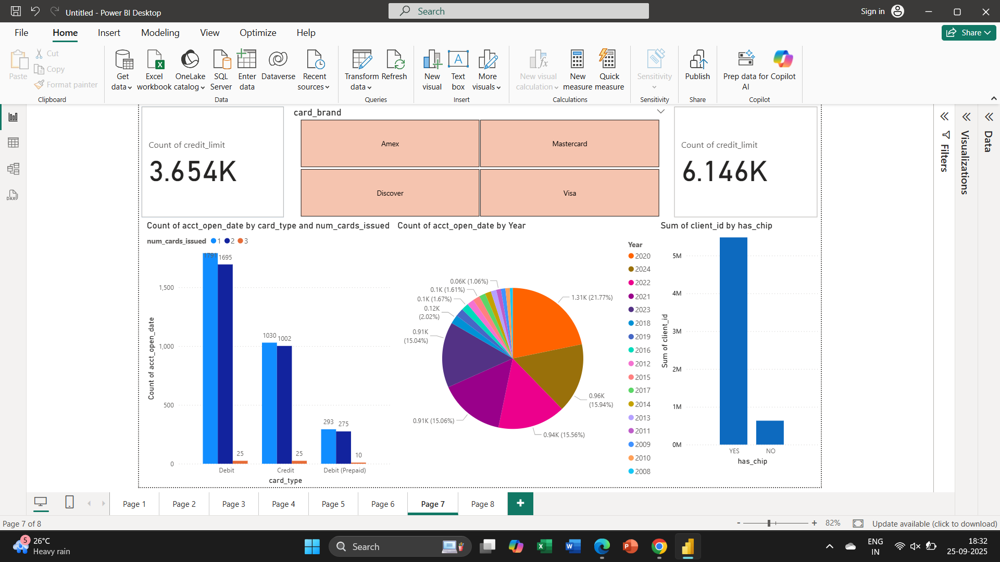 Untitled - Power BI Desktop
Search
Sign in
File
Home
Insert
Modeling
View
Optimize
Help
Share
Paste
Cut
Copy
Format painter
Clipboard
Get data
Excel workbook
OneLake catalog
SQL Server
Enter data
Dataverse
Recent sources
Data
Transform data
Refresh
Queries
New visual
Text box
More visuals
Insert
New visual calculation
New measure
Quick measure
Calculations
Sensitivity
Sensitivity
Publish
Share
Prep data for AI
Copilot
Copilot
DAX
Count of credit_limit
3.654K
card_brand
Amex
Mastercard
Discover
Visa
Count of credit_limit
6.146K
Filters
Visualizations
Data
Count of acct_open_date by card_type and num_cards_issued
num_cards_issued 1 2 3
Count of acct_open_date
1,500
1,000
500
0
1791
1695
25
1030
1002
25
293
275
10
Debit
Credit
Debit (Prepaid)
card_type
Count of acct_open_date by Year
0.06K (1.06%)
0.1K (1.61%)
0.1K (1.67%)
0.12K
(2.02%)
0.91K
(15.04%)
0.91K (15.06%)
0.94K (15.56%)
0.96K
(15.94%)
1.31K (21.77%)
Year
2020
2024
2022
2021
2023
2018
2019
2016
2012
2015
2017
2014
2013
2011
2009
2010
2008
Sum of client_id by has_chip
Sum of client_id
5M
4M
3M
2M
1M
0M
YES
NO
has_chip
Page 1
Page 2
Page 3
Page 4
Page 5
Page 6
Page 7
Page 8
+
Page 7 of 8
- + 82%
Update available (click to download)
5
26°C
Heavy rain
Search
ENG
IN
18:32
25-09-2025